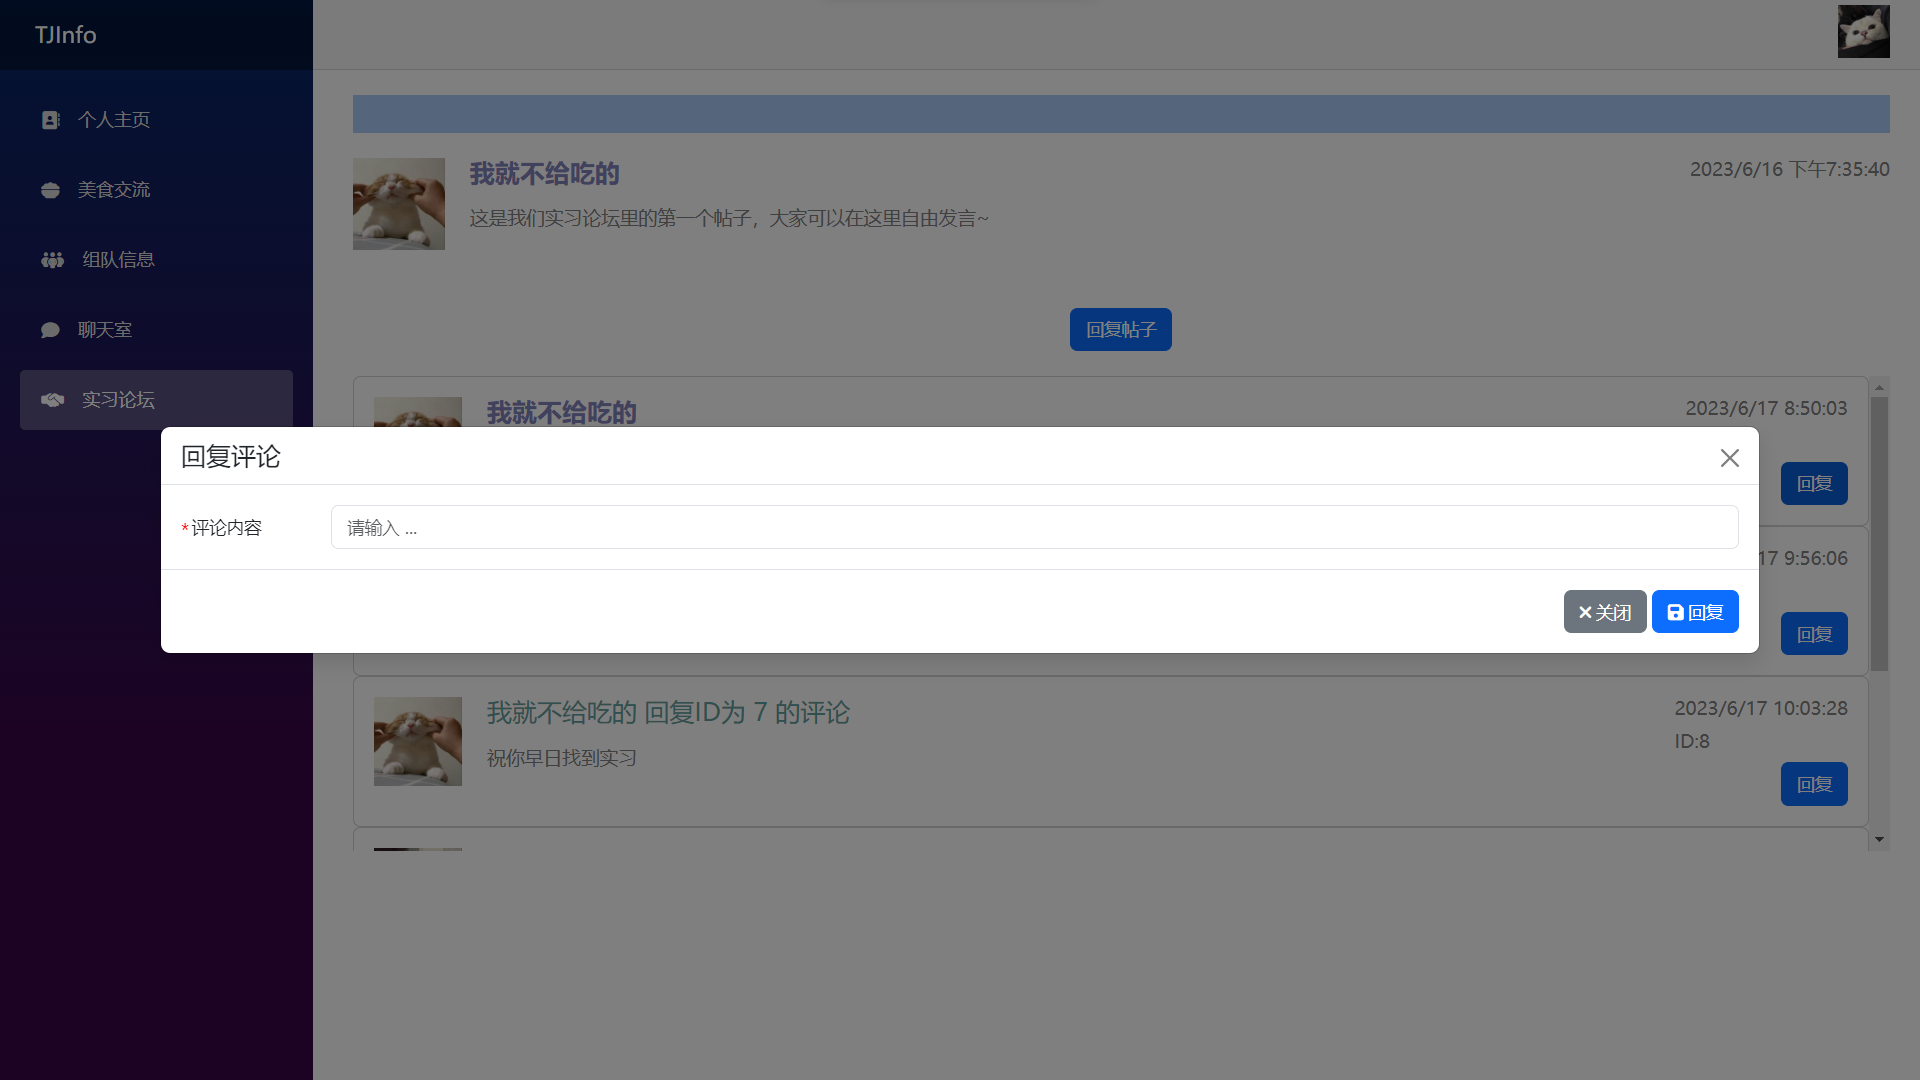 TJInfo
个人主页
美食交流
组队信息
聊天室
实习论坛
我就不给吃的
2023/6/16 下午7:35:40
这是我们实习论坛里的第一个帖子，大家可以在这里自由发言~
回复帖子
我就不给吃的
2023/6/17 8:50:03
回复
回复评论
*评论内容
请输入 ...
关闭
回复
17 9:56:06
回复
我就不给吃的 回复ID为 7 的评论
2023/6/17 10:03:28
祝你早日找到实习
ID:8
回复